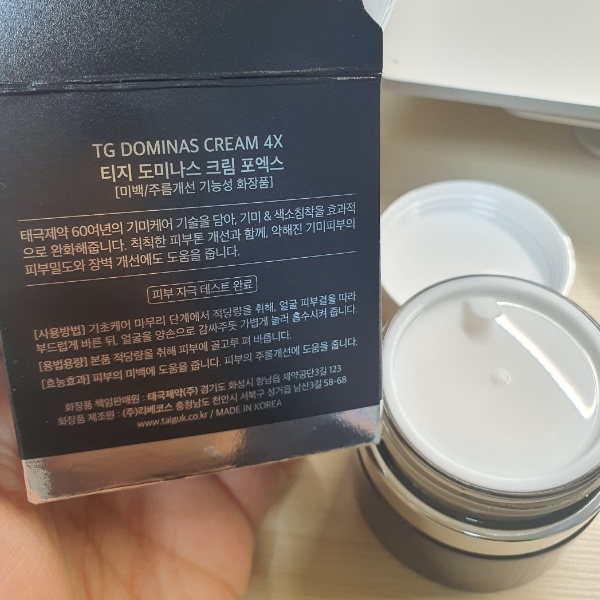 TG DOMINAS CREAM 4X
티지 도미나스 크림 포엑스
[미백/주름개선 기능성 화장품]
태극제약 60여년의 기미케어 기술을 담아, 기미 & 색소침착을 효과적
으로 완화해줍니다. 칙칙한 피부톤 개선과 함께, 약해진 기미피부의
피부밀도와 장벽 개선에도 도움을 줍니다.
피부 자극 테스트 완료
[사용방법] 기초케어 마무리 단계에서 적당량을 취해, 얼굴 피부결을 따라
부드럽게 바른 뒤, 얼굴을 양손으로 감싸주듯 가볍게 눌러 흡수시켜 줍니다.
[용법용량] 본품 적당량을 취해 피부에 골고루 펴 바릅니다.
[효능효과] 피부의 미백에 도움을 줍니다. 피부의 주름개선에 도움을 줍니다.
화장품 책임판매원 : 태극제약(주) 경기도 화성시 향남읍 제약공단3길 123
화장품 제조원 : (주)리베코스 충청남도 천안시 서북구 성거읍 남산3길 58-68
www.taiguk.co.kr / MADE IN KOREA